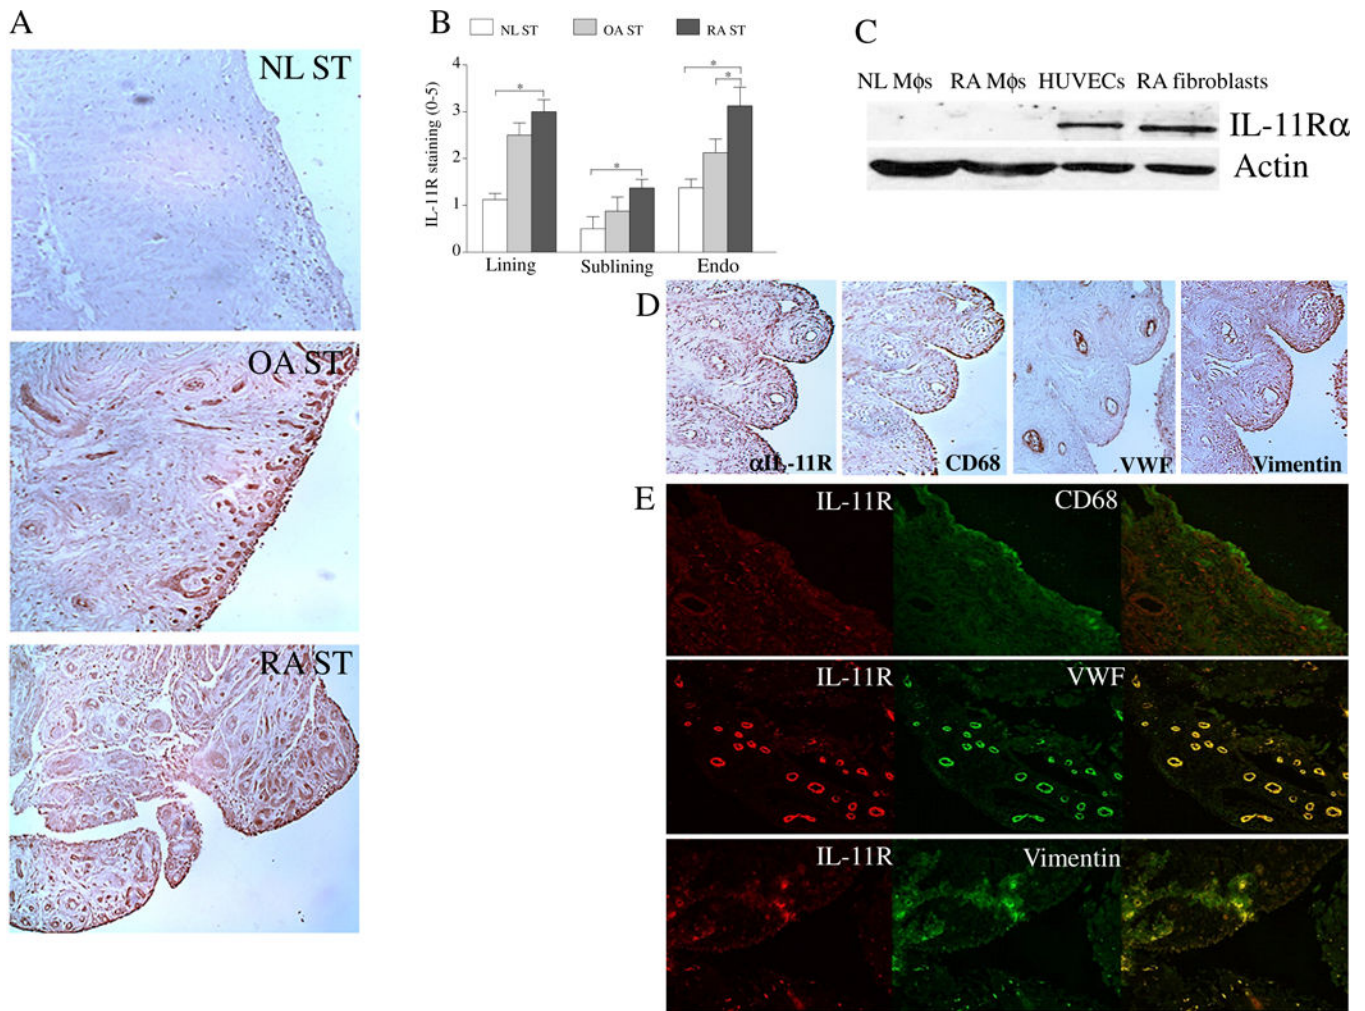 A
NL ST
OA ST
RA ST
B
NL ST OA ST RA ST
IL-11R staining (0-5)
4
3
2
1
0
* * * *
Lining Sublining Endo
C
NL Mϕs RA Mϕs HUVECs RA fibroblasts
IL-11Rα
Actin
D
αIL-11R CD68 VWF Vimentin
E
IL-11R CD68
IL-11R VWF
IL-11R Vimentin